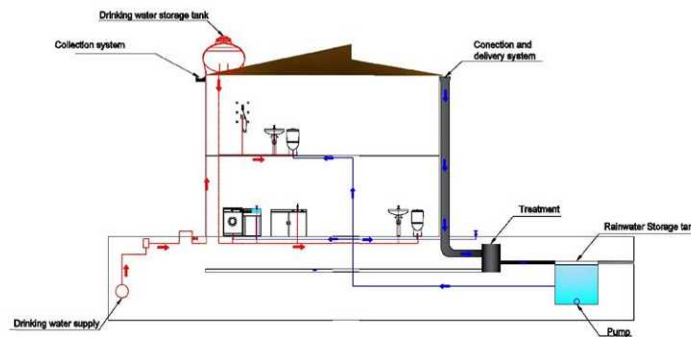 Drinking water storage tank
Collection system
Conection and
delivery system
Treatment
Rainwater Storage tan
Drinking water supply
Pump